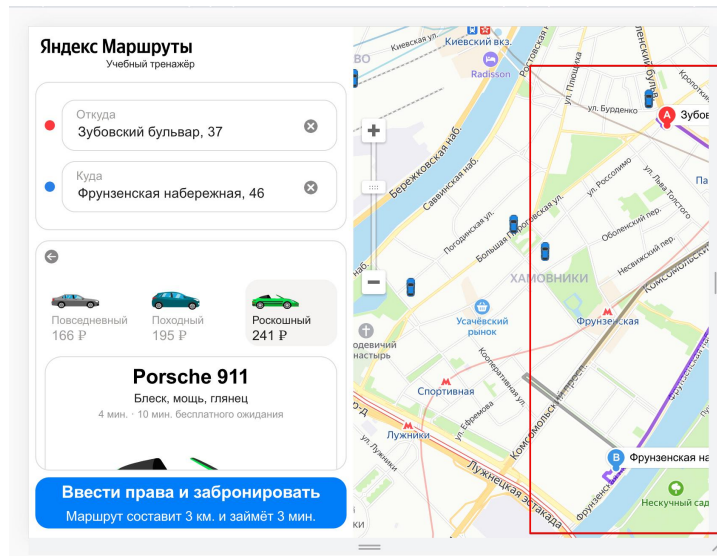 Яндекс Маршруты
Учебный тренажёр
Откуда
Зубовский бульвар, 37
Куда
Фрунзенская набережная, 46
Повседневный
166 ₽
Походный
195 ₽
Роскошный
241 ₽
Porsche 911
Блеск, мощь, глянец
4 мин. · 10 мин. бесплатного ожидания
Ввести права и забронировать
Маршрут составит 3 км. и займёт 3 мин.
Киевская ул.
Киевский вкз.
Radisson
ул. Плющиха
ул. Бурденко
A
Зубов
Бережковская наб.
Саввинская наб.
ул. Россолимо
ул. Льва Толстого
Погодинская ул.
Большая Пироговская ул.
Оболенский пер.
Несвижский пер.
ХАМОВНИКИ
Усачёвский рынок
Фрунзенская
Кооперативная ул.
Спортивная
Комсомольский просп.
ул. Ефремова
Лужники
ул. Лужники
Лужнецкая эстакада
B
Фрунзенская на
Нескучный сад